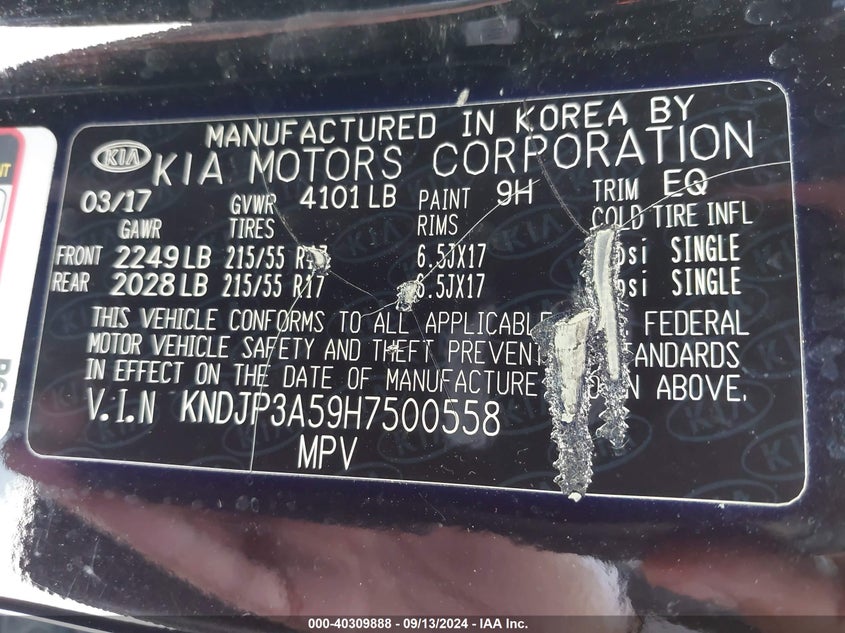 MANUFACTURED IN KOREA BY
KIA KIA MOTORS CORPORATION
03/17 GVWR 4101 LB PAINT 9H TRIM EQ
GAWR TIRES RIMS COLD TIRE INFL
FRONT 2249 LB 215/55 6.5JX17 SINGLE
REAR 2028 LB 215/55 R17 6.5JX17 SINGLE
THIS VEHICLE CONFORMS TO ALL APPLICABLE FEDERAL
MOTOR VEHICLE SAFETY AND THEFT
IN EFFECT ON THE DATE OF MANUFACTURE ABOVE.
V.I.N KNDJP3A59H7500558
MPV
000-40309888 - 09/13/2024 - IAA Inc.